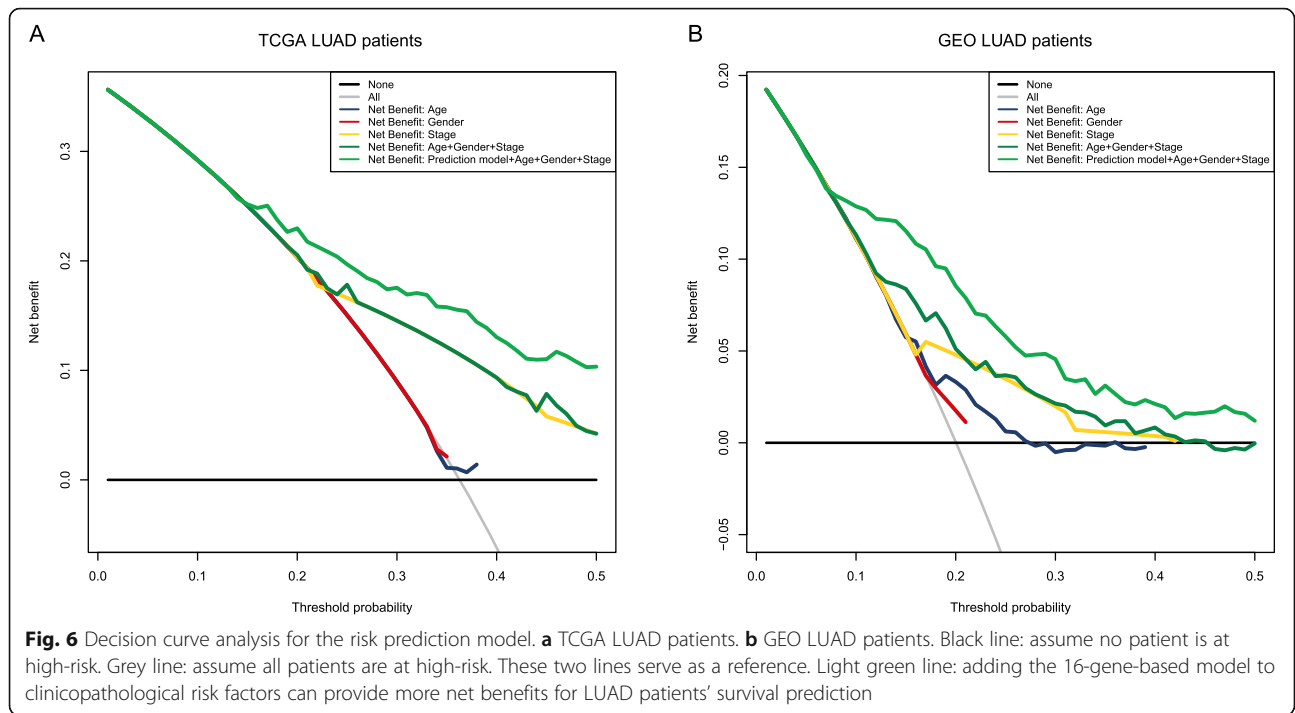 A
TCGA LUAD patients
None
All
Net Benefit: Age
Net Benefit: Gender
Net Benefit: Stage
Net Benefit: Age+Gender+Stage
Net Benefit: Prediction model+Age+Gender+Stage
Net benefit
0.3
0.2
0.1
0.0
0.0 0.1 0.2 0.3 0.4 0.5
Threshold probability
B
GEO LUAD patients
None
All
Net Benefit: Age
Net Benefit: Gender
Net Benefit: Stage
Net Benefit: Age+Gender+Stage
Net Benefit: Prediction model+Age+Gender+Stage
Net benefit
0.20
0.15
0.10
0.05
0.00
−0.05
0.0 0.1 0.2 0.3 0.4 0.5
Threshold probability
Fig. 6 Decision curve analysis for the risk prediction model. a TCGA LUAD patients. b GEO LUAD patients. Black line: assume no patient is at
high-risk. Grey line: assume all patients are at high-risk. These two lines serve as a reference. Light green line: adding the 16-gene-based model to
clinicopathological risk factors can provide more net benefits for LUAD patients' survival prediction